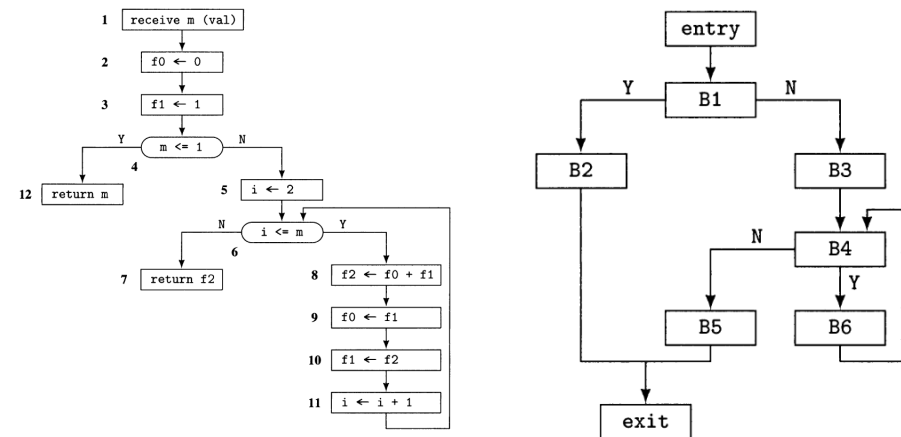 1 receive m (val)
2 f0 ← 0
3 f1 ← 1
Y m <= 1 N
4
12 return m
5 i ← 2
N i <= m Y
6
7 return f2
8 f2 ← f0 + f1
9 f0 ← f1
10 f1 ← f2
11 i ← i + 1
entry
Y B1 N
B2 B3
N B4
Y
B5 B6
exit